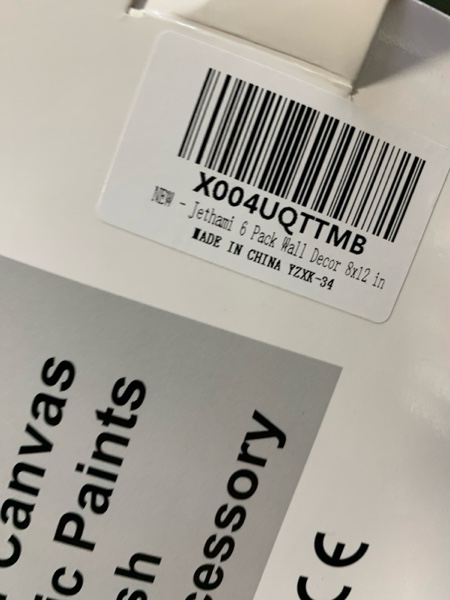 X004UQTTMB
NEW - Jethami 6 Pack Wall Decor 8x12 in
MADE IN CHINA YZXK-34
Canvas
ic Paints
sh
cessory
CE